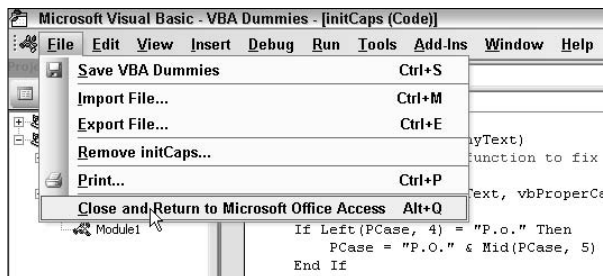 Microsoft Visual Basic - VBA Dummies - [initCaps (Code)]
File Edit View Insert Debug Run Tools Add-Ins Window Help
Save VBA Dummies Ctrl+S
Import File... Ctrl+M
Export File... Ctrl+E
yText)
Remove initCaps...
function to fix
Print... Ctrl+P
ext, vbProperCa
Close and Return to Microsoft Office Access Alt+Q
Module1
If Left(PCase, 4) = "P.o." Then
PCase = "P.O." & Mid(PCase, 5)
End If